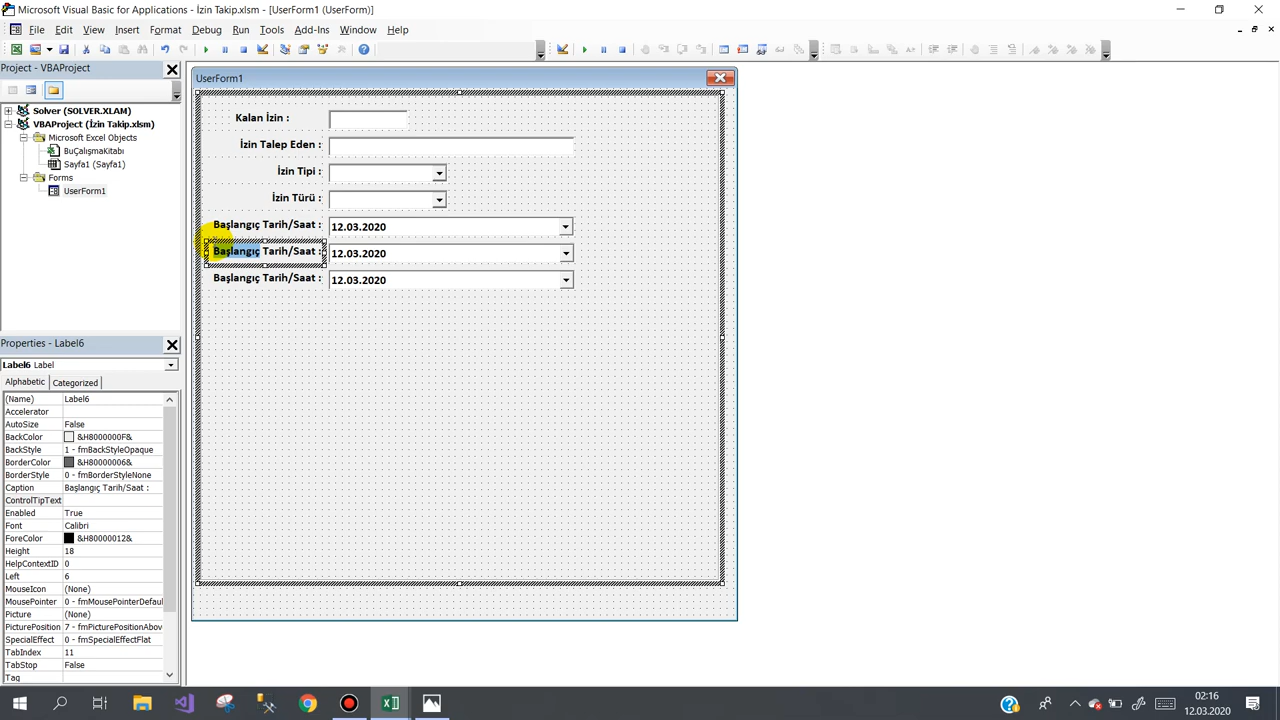 Microsoft Visual Basic for Applications - İzin Takip.xlsm - [UserForm1 (UserForm)]
File Edit View Insert Format Debug Run Tools Add-Ins Window Help
Project - VBAProject
Solver (SOLVER.XLAM)
VBAProject (İzin Takip.xlsm)
Microsoft Excel Objects
BuÇalışmaKitabı
Sayfa1 (Sayfa1)
Forms
UserForm1
Properties - Label6
Label6 Label
Alphabetic Categorized
(Name) Label6
Accelerator
AutoSize False
BackColor &H8000000F&
BackStyle 1 - fmBackStyleOpaque
BorderColor &H80000006&
BorderStyle 0 - fmBorderStyleNone
Caption Başlangıç Tarih/Saat :
ControlTipText
Enabled True
Font Calibri
ForeColor &H80000012&
Height 18
HelpContextID 0
Left 6
MouseIcon (None)
MousePointer 0 - fmMousePointerDefau
Picture (None)
PicturePosition 7 - fmPicturePositionAbov
SpecialEffect 0 - fmSpecialEffectFlat
TabIndex 11
TabStop False
Tag
UserForm1
Kalan İzin :
İzin Talep Eden :
İzin Tipi :
İzin Türü :
Başlangıç Tarih/Saat : 12.03.2020
Başlangıç Tarih/Saat : 12.03.2020
Başlangıç Tarih/Saat : 12.03.2020
02:16
12.03.2020